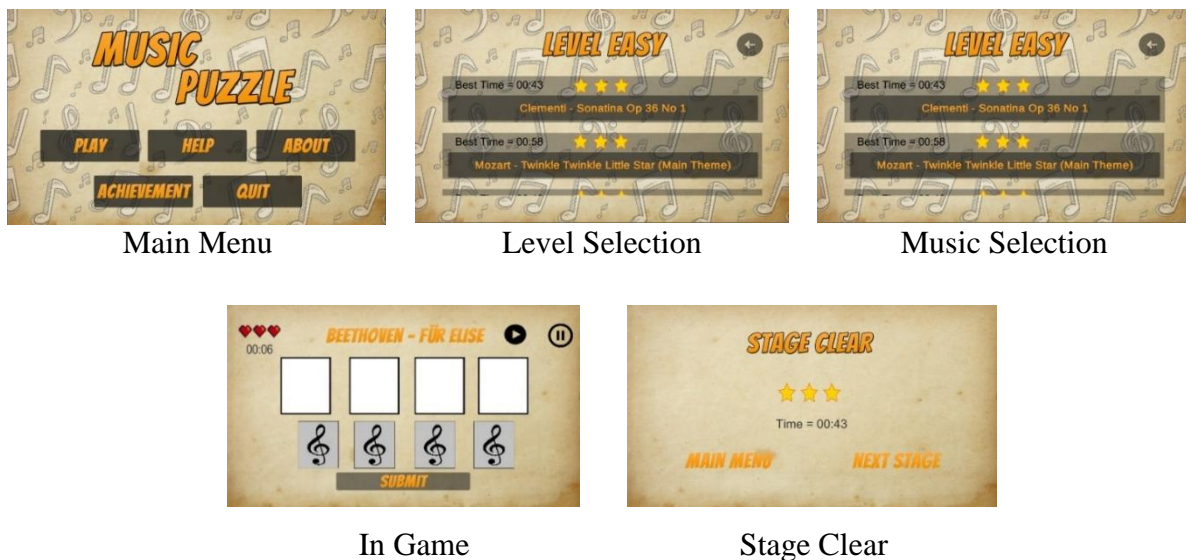 MUSIC
PUZZLE
PLAY HELP ABOUT
ACHIEVEMENT QUIT
Main Menu
LEVEL EASY
Best Time = 00:43
Clementi - Sonatina Op 36 No 1
Best Time = 00:58
Mozart - Twinkle Twinkle Little Star (Main Theme)
Level Selection
LEVEL EASY
Best Time = 00:43
Clementi - Sonatina Op 36 No 1
Best Time = 00:58
Mozart - Twinkle Twinkle Little Star (Main Theme)
Music Selection
BEETHOVEN - FÜR ELISE
00:06
SUBMIT
In Game
STAGE CLEAR
Time = 00:43
MAIN MENU NEXT STAGE
Stage Clear